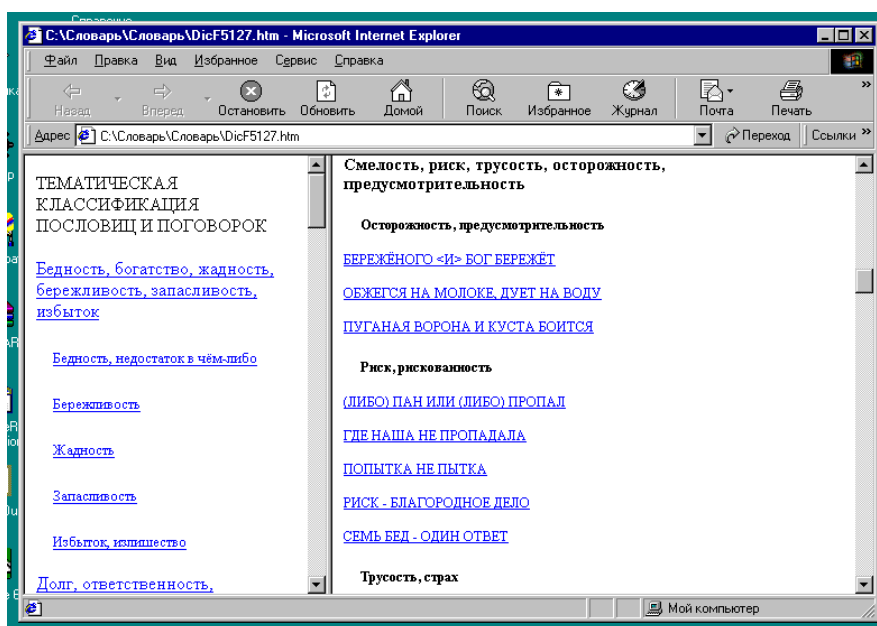 Справочно
C:\Словарь\Словарь\DicF5127.htm - Microsoft Internet Explorer
Файл Правка Вид Избранное Сервис Справка
Назад Вперед Остановить Обновить Домой Поиск Избранное Журнал Почта Печать »
Адрес C:\Словарь\Словарь\DicF5127.htm Переход Ссылки »
ТЕМАТИЧЕСКАЯ
КЛАССИФИКАЦИЯ
ПОСЛОВИЦ И ПОГОВОРОК
Бедность, богатство, жадность,
бережливость, запасливость,
избыток
Бедность, недостаток в чём-либо
Бережливость
Жадность
Запасливость
Избыток, излишество
Долг, ответственность,
Смелость, риск, трусость, осторожность,
предусмотрительность
Осторожность, предусмотрительность
БЕРЕЖЁНОГО <И> БОГ БЕРЕЖЁТ
ОБЖЕГСЯ НА МОЛОКЕ, ДУЕТ НА ВОДУ
ПУГАНАЯ ВОРОНА И КУСТА БОИТСЯ
Риск, рискованность
(ЛИБО) ПАН ИЛИ (ЛИБО) ПРОПАЛ
ГДЕ НАША НЕ ПРОПАДАЛА
ПОПЫТКА НЕ ПЫТКА
РИСК - БЛАГОРОДНОЕ ДЕЛО
СЕМЬ БЕД - ОДИН ОТВЕТ
Трусость, страх
Мой компьютер